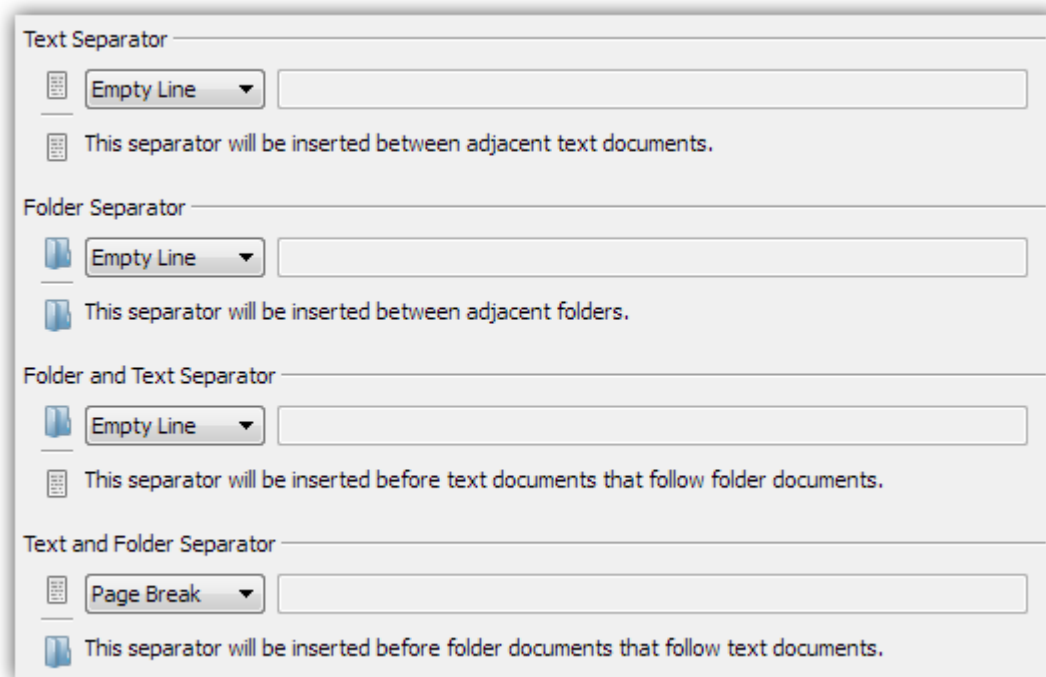 Text Separator
Empty Line
This separator will be inserted between adjacent text documents.
Folder Separator
Empty Line
This separator will be inserted between adjacent folders.
Folder and Text Separator
Empty Line
This separator will be inserted before text documents that follow folder documents.
Text and Folder Separator
Page Break
This separator will be inserted before folder documents that follow text documents.